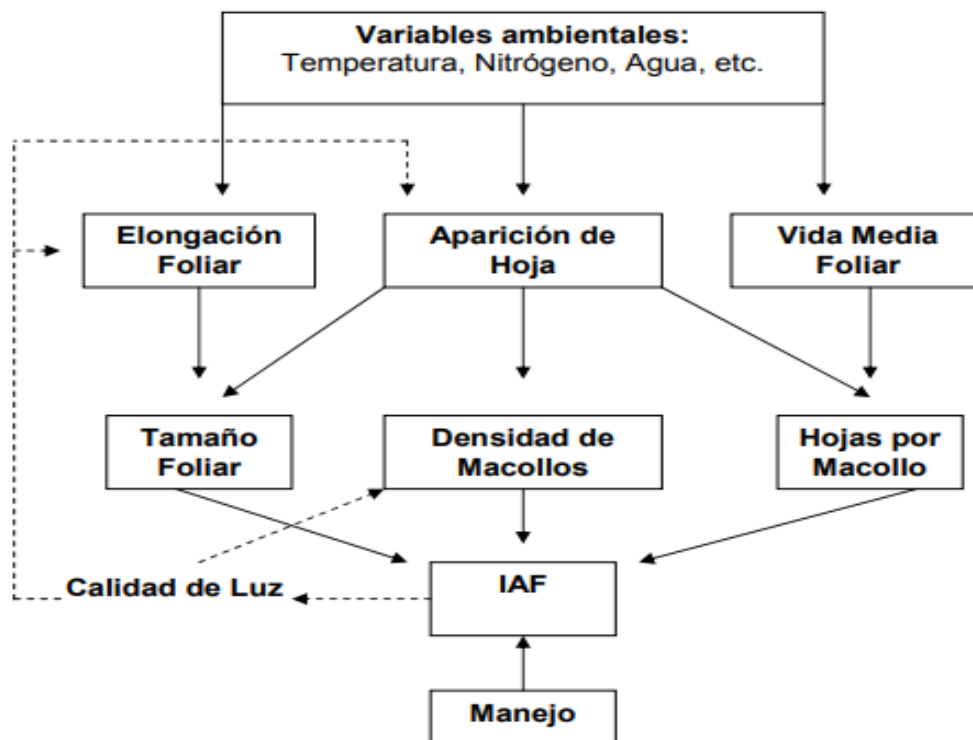 Variables ambientales:
Temperatura, Nitrógeno, Agua, etc.
Elongación
Foliar
Aparición de
Hoja
Vida Media
Foliar
Tamaño
Foliar
Densidad de
Macollos
Hojas por
Macollo
Calidad de Luz
IAF
Manejo